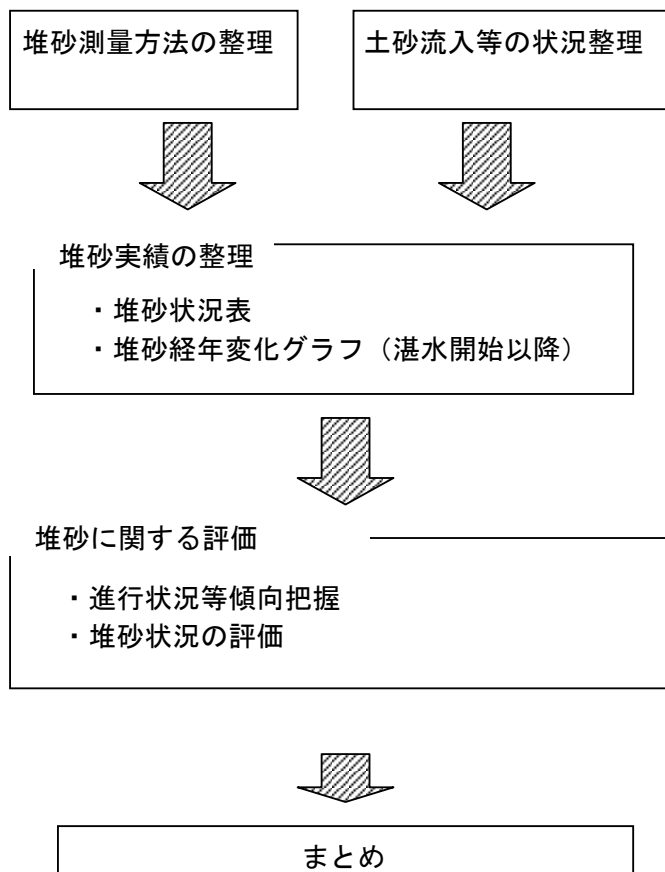 堆砂測量方法の整理
土砂流入等の状況整理
堆砂実績の整理
・堆砂状況表
・堆砂経年変化グラフ（湛水開始以降）
堆砂に関する評価
・進行状況等傾向把握
・堆砂状況の評価
まとめ